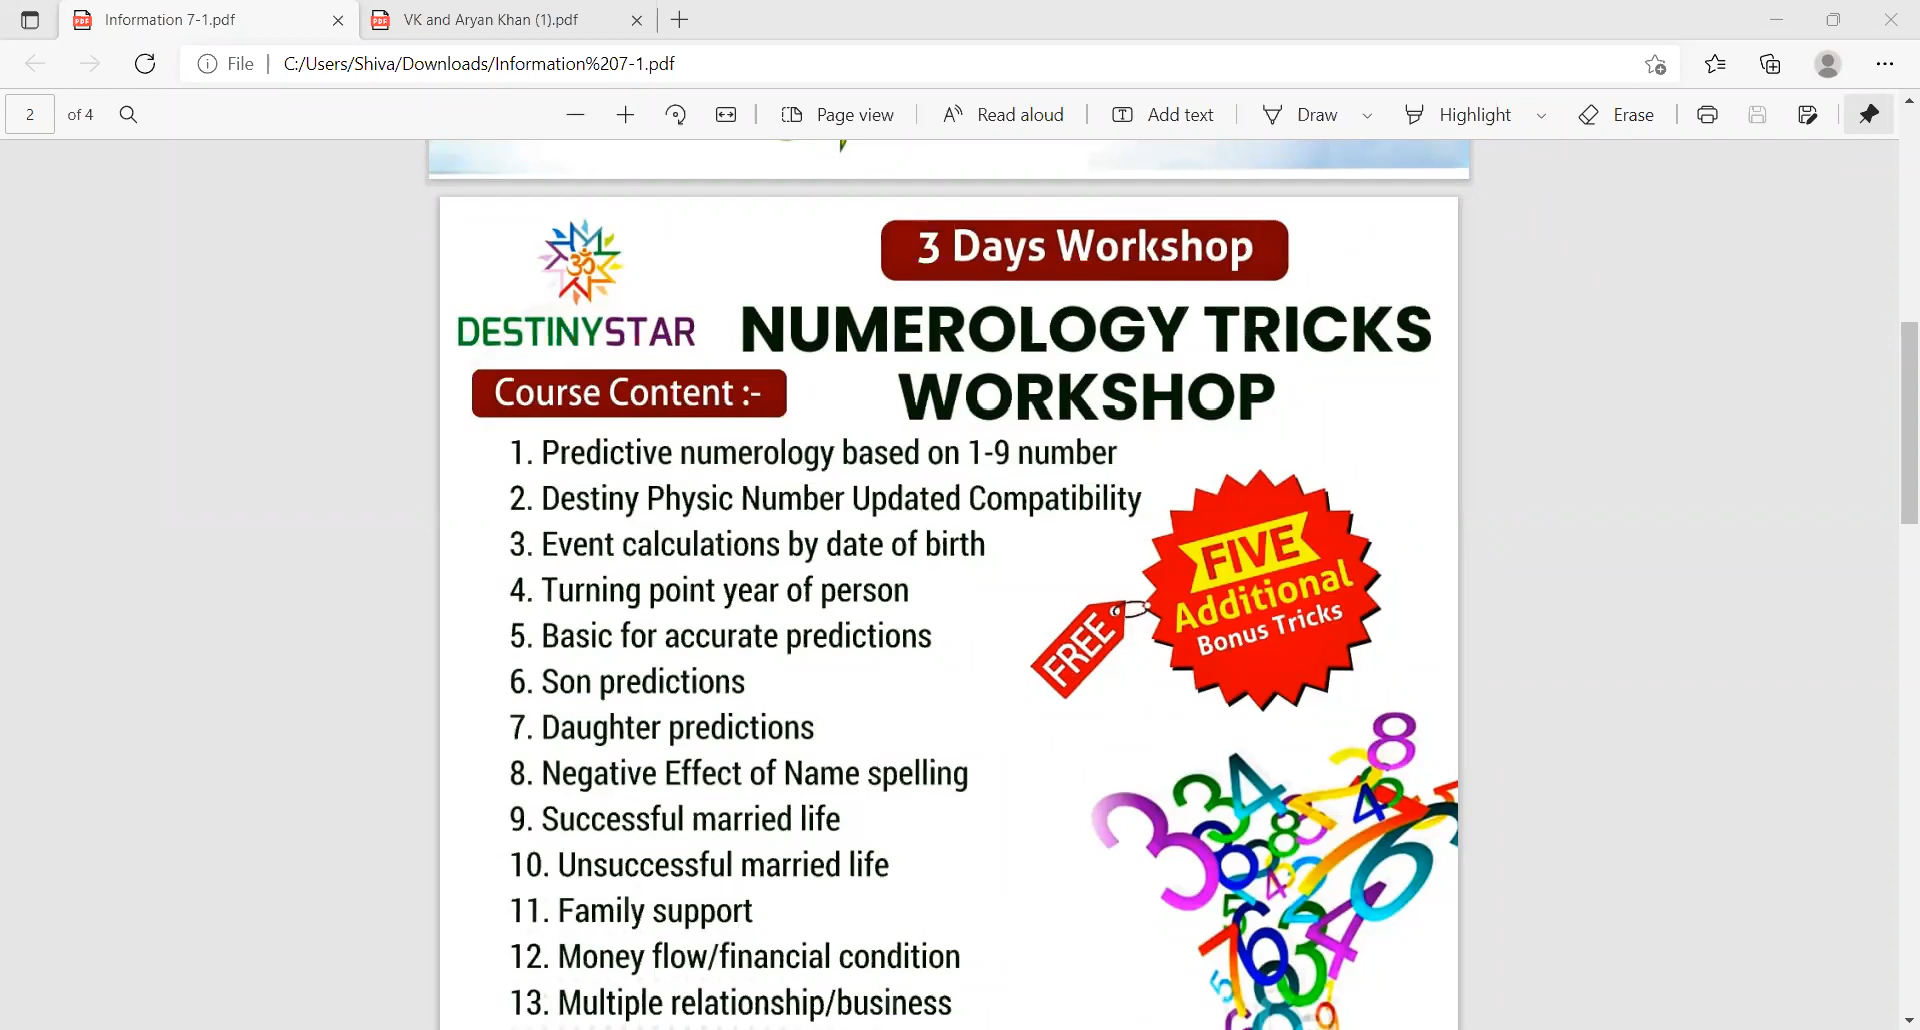 Information 7-1.pdf
VK and Aryan Khan (1).pdf
File
C:/Users/Shiva/Downloads/Information%207-1.pdf
2 of 4
Page view
Read aloud
Add text
Draw
Highlight
Erase
ॐ
DESTINYSTAR
3 Days Workshop
NUMEROLOGY TRICKS
WORKSHOP
Course Content :-
1. Predictive numerology based on 1-9 number
2. Destiny Physic Number Updated Compatibility
3. Event calculations by date of birth
4. Turning point year of person
5. Basic for accurate predictions
6. Son predictions
7. Daughter predictions
8. Negative Effect of Name spelling
9. Successful married life
10. Unsuccessful married life
11. Family support
12. Money flow/financial condition
13. Multiple relationship/business
FIVE
Additional
Bonus Tricks
FREE